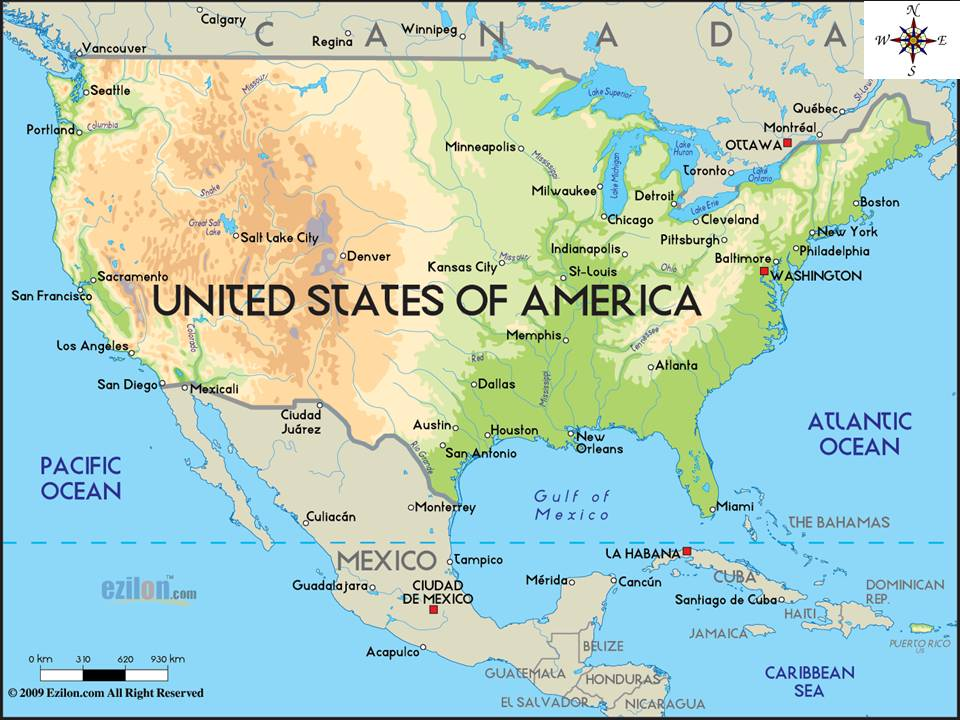 N
W E
S
Calgary
CANADA
Regina
Winnipeg
Vancouver
Seattle
Missouri
Lake Superior
Québec
Portland
Columbia
Montréal
OTTAWA
Minneapolis
Mississippi
Lake Michigan
Lake Huron
Toronto
Lake Ontario
Snake
Milwaukee
Detroit
Lake Erie
Boston
Chicago
Cleveland
Great Salt
Lake
Salt Lake City
Pittsburgh
New York
Philadelphia
Denver
Indianapolis
Baltimore
Kansas City
Missouri
St-Louis
Ohio
WASHINGTON
Sacramento
San Francisco
UNITED STATES OF AMERICA
Colorado
Memphis
Tennessee
Los Angeles
Red
Atlanta
San Diego
Mexicali
Dallas
Mississippi
Ciudad
Juárez
Austin
Houston
New
Orleans
ATLANTIC
OCEAN
Rio Grande
San Antonio
PACIFIC
OCEAN
Gulf of
Mexico
Monterrey
Miami
Culiacán
THE BAHAMAS
MEXICO
Tampico
LA HABANA
ezilon.com
TM
Guadalajara
CIUDAD
DE MEXICO
Mérida
Cancún
CUBA
Santiago de Cuba
DOMINICAN
REP.
HAITI
JAMAICA
PUERTO RICO
US
Acapulco
BELIZE
0 km 310 620 930 km
GUATEMALA
HONDURAS
CARIBBEAN
SEA
© 2009 Ezilon.com All Right Reserved
EL SALVADOR
NICARAGUA